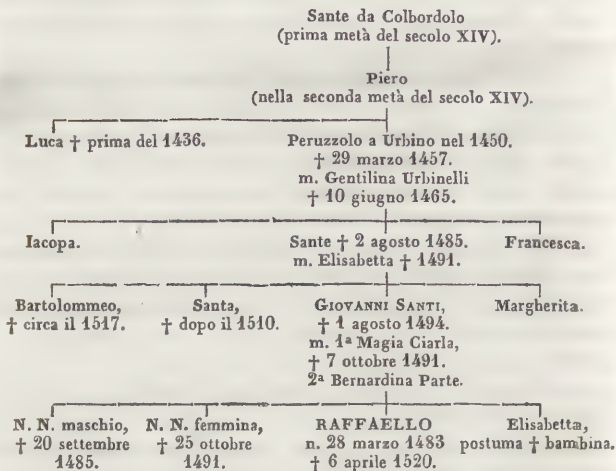 Sante da Colbordolo
(prima metà del secolo XIV).
Piero
(nella seconda metà del secolo XIV).
Luca † prima del 1436.
Peruzzolo a Urbino nel 1450.
† 29 marzo 1457.
m. Gentilina Urbinelli
† 10 giugno 1465.
Iacopa.
Sante † 2 agosto 1485.
m. Elisabetta † 1491.
Francesca.
Bartolommeo,
† circa il 1517.
Santa,
† dopo il 1510.
GIOVANNI SANTI,
† 1 agosto 1494.
m. 1ª Magia Ciarla,
† 7 ottobre 1491.
2ª Bernardina Parte.
Margherita.
N. N. maschio,
† 20 settembre
1485.
N. N. femmina,
† 25 ottobre
1491.
RAFFAELLO
n. 28 marzo 1483
† 6 aprile 1520.
Elisabetta,
postuma † bambina.